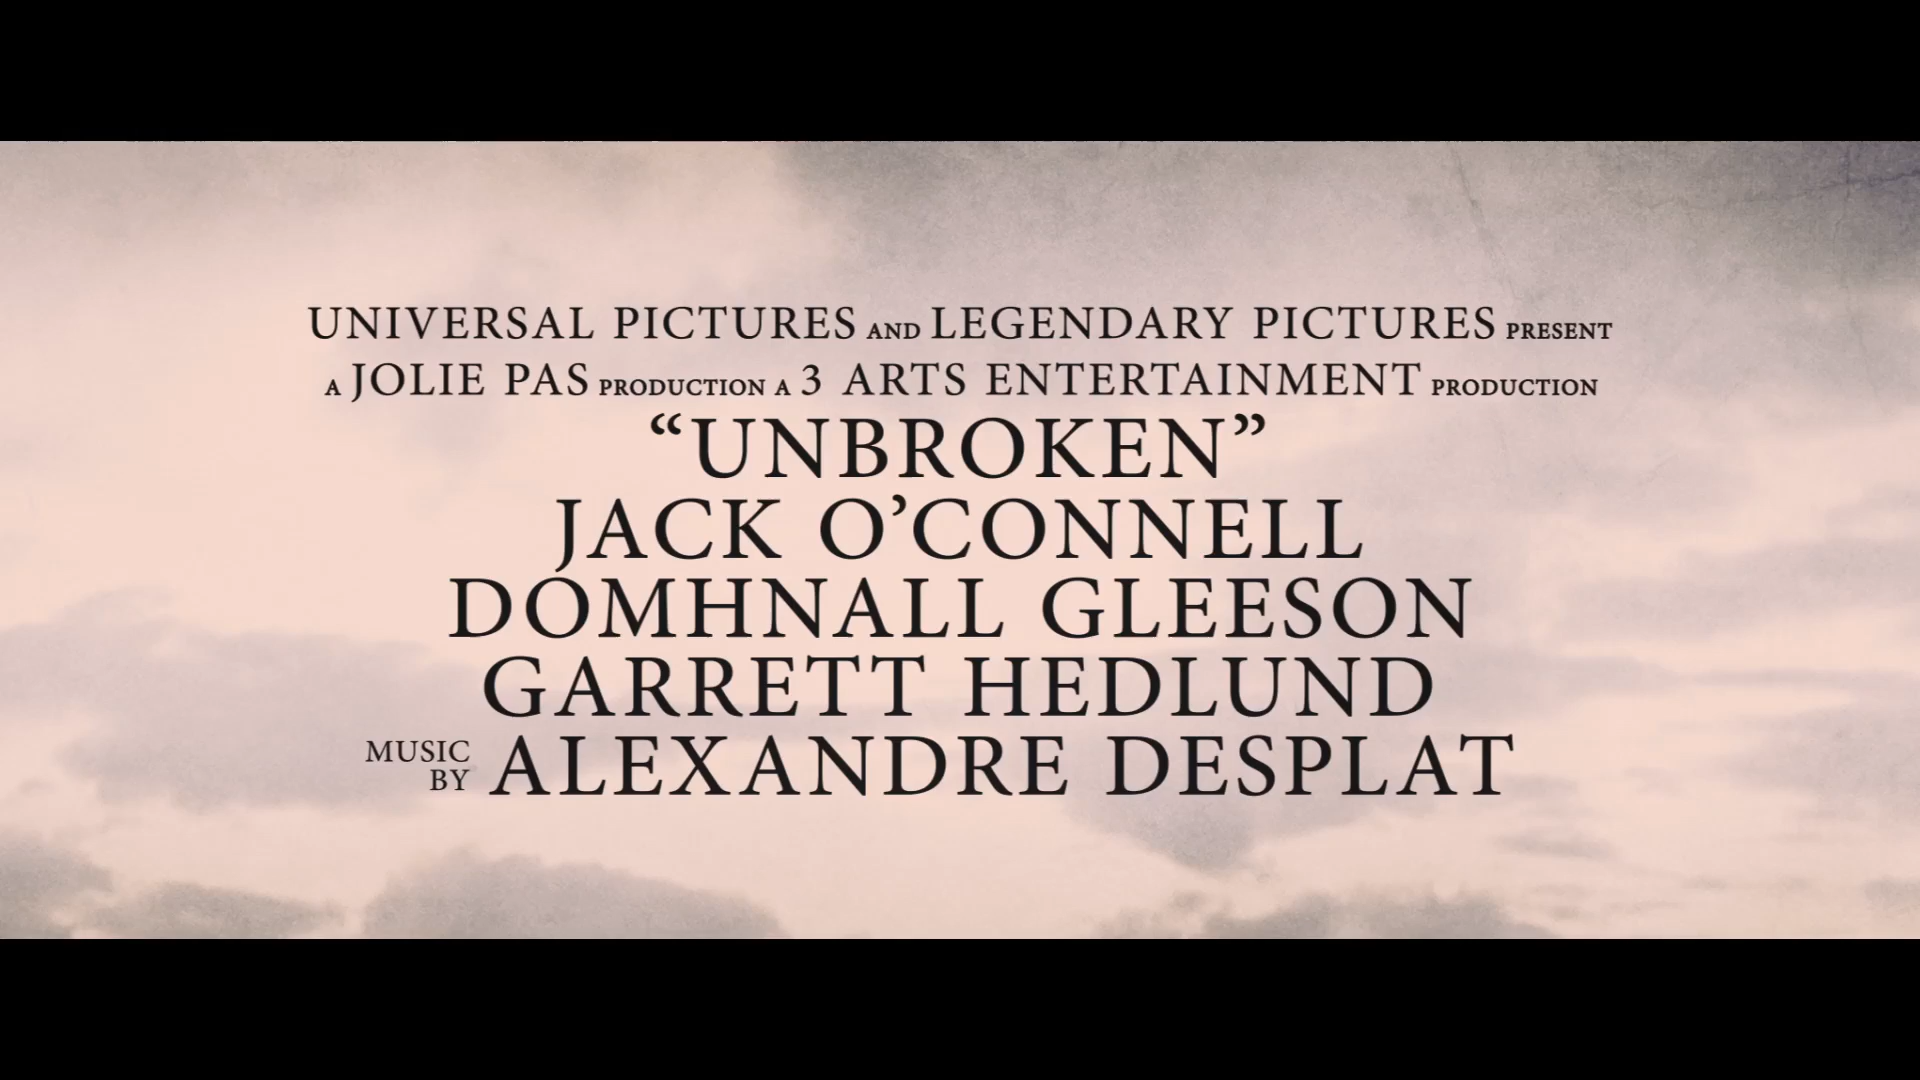 UNIVERSAL PICTURES AND LEGENDARY PICTURES PRESENT
A JOLIE PAS PRODUCTION A 3 ARTS ENTERTAINMENT PRODUCTION
“UNBROKEN”
JACK O’CONNELL
DOMHNALL GLEESON
GARRETT HEDLUND
MUSIC BY ALEXANDRE DESPLAT